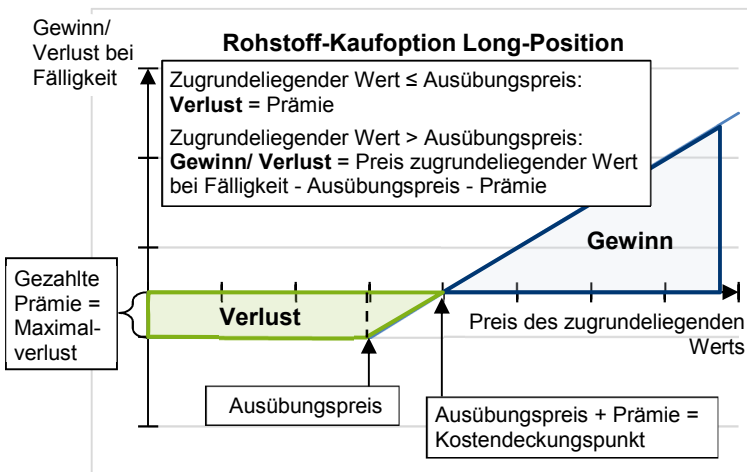 Gewinn/
Verlust bei
Fälligkeit
Rohstoff-Kaufoption Long-Position
Zugrundeliegender Wert ≤ Ausübungspreis:
Verlust = Prämie
Zugrundeliegender Wert > Ausübungspreis:
Gewinn/ Verlust = Preis zugrundeliegender Wert
bei Fälligkeit - Ausübungspreis - Prämie
Gewinn
Gezahlte
Prämie =
Maximal-
verlust
Verlust
Preis des zugrundeliegenden
Werts
Ausübungspreis
Ausübungspreis + Prämie =
Kostendeckungspunkt